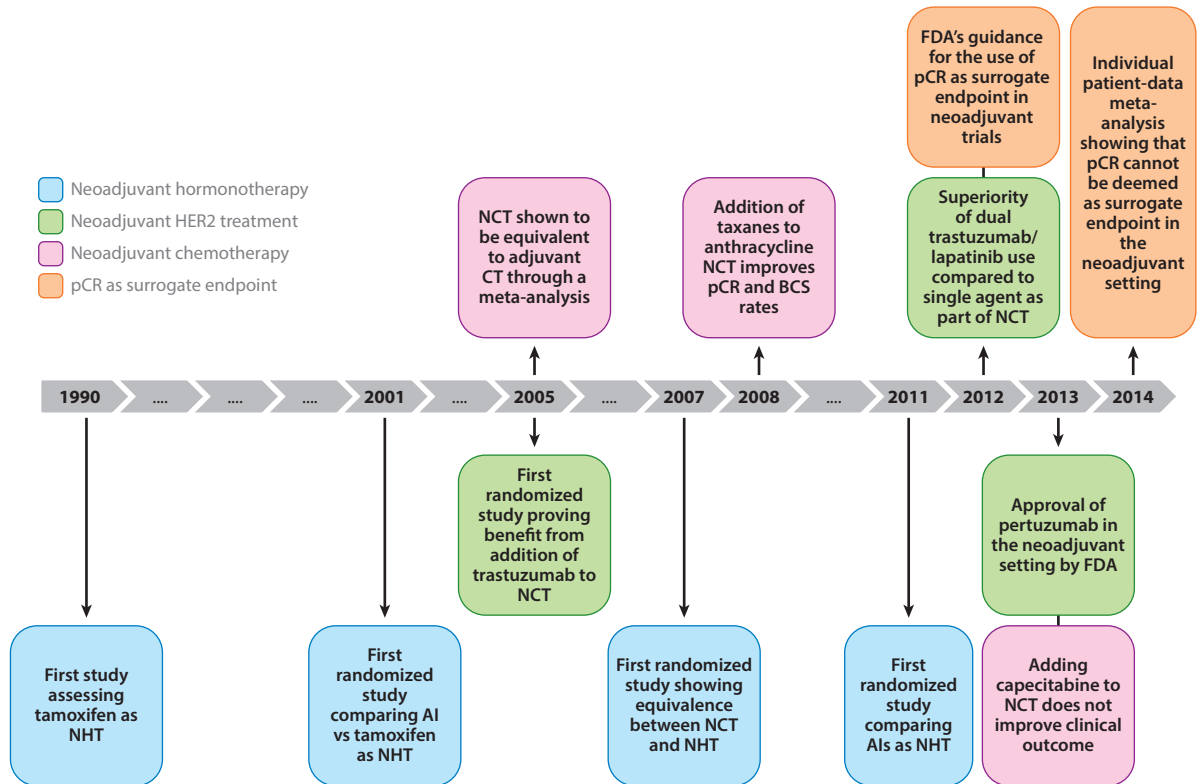 FDA's guidance
for the use of
pCR as surrogate
endpoint in
neoadjuvant
trials
Individual
patient-data
meta-
analysis
showing that
pCR cannot
be deemed
as surrogate
endpoint in
the
neoadjuvant
setting
Neoadjuvant hormonotherapy
Neoadjuvant HER2 treatment
Neoadjuvant chemotherapy
pCR as surrogate endpoint
NCT shown to
be equivalent
to adjuvant
CT through a
meta-analysis
Addition of
taxanes to
anthracycline
NCT improves
pCR and BCS
rates
Superiority
of dual
trastuzumab/
lapatinib use
compared to
single agent as
part of NCT
1990 .... .... .... 2001 .... 2005 .... 2007 2008 .... 2011 2012 2013 2014
First
randomized
study proving
benefit from
addition of
trastuzumab to
NCT
Approval of
pertuzumab in
the neoadjuvant
setting by FDA
First study
assessing
tamoxifen as
NHT
First
randomized
study
comparing AI
vs tamoxifen
as NHT
First randomized
study showing
equivalence
between NCT
and NHT
First
randomized
study
comparing
AIs as NHT
Adding
capecitabine to
NCT does not
improve clinical
outcome